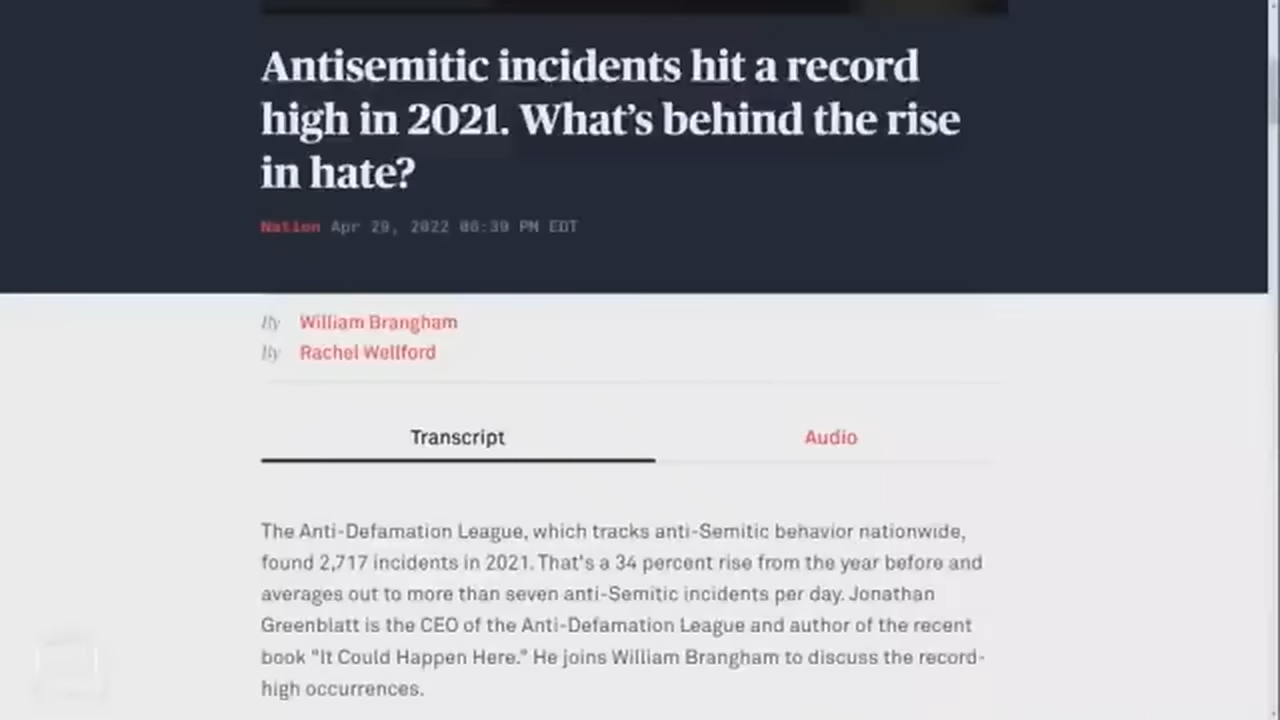 Antisemitic incidents hit a record
high in 2021. What's behind the rise
in hate?
Nation Apr 29, 2022 06:39 PM EDT
By William Brangham
By Rachel Wellford
Transcript Audio
The Anti-Defamation League, which tracks anti-Semitic behavior nationwide,
found 2,717 incidents in 2021. That's a 34 percent rise from the year before and
averages out to more than seven anti-Semitic incidents per day. Jonathan
Greenblatt is the CEO of the Anti-Defamation League and author of the recent
book "It Could Happen Here." He joins William Brangham to discuss the record-
high occurrences.